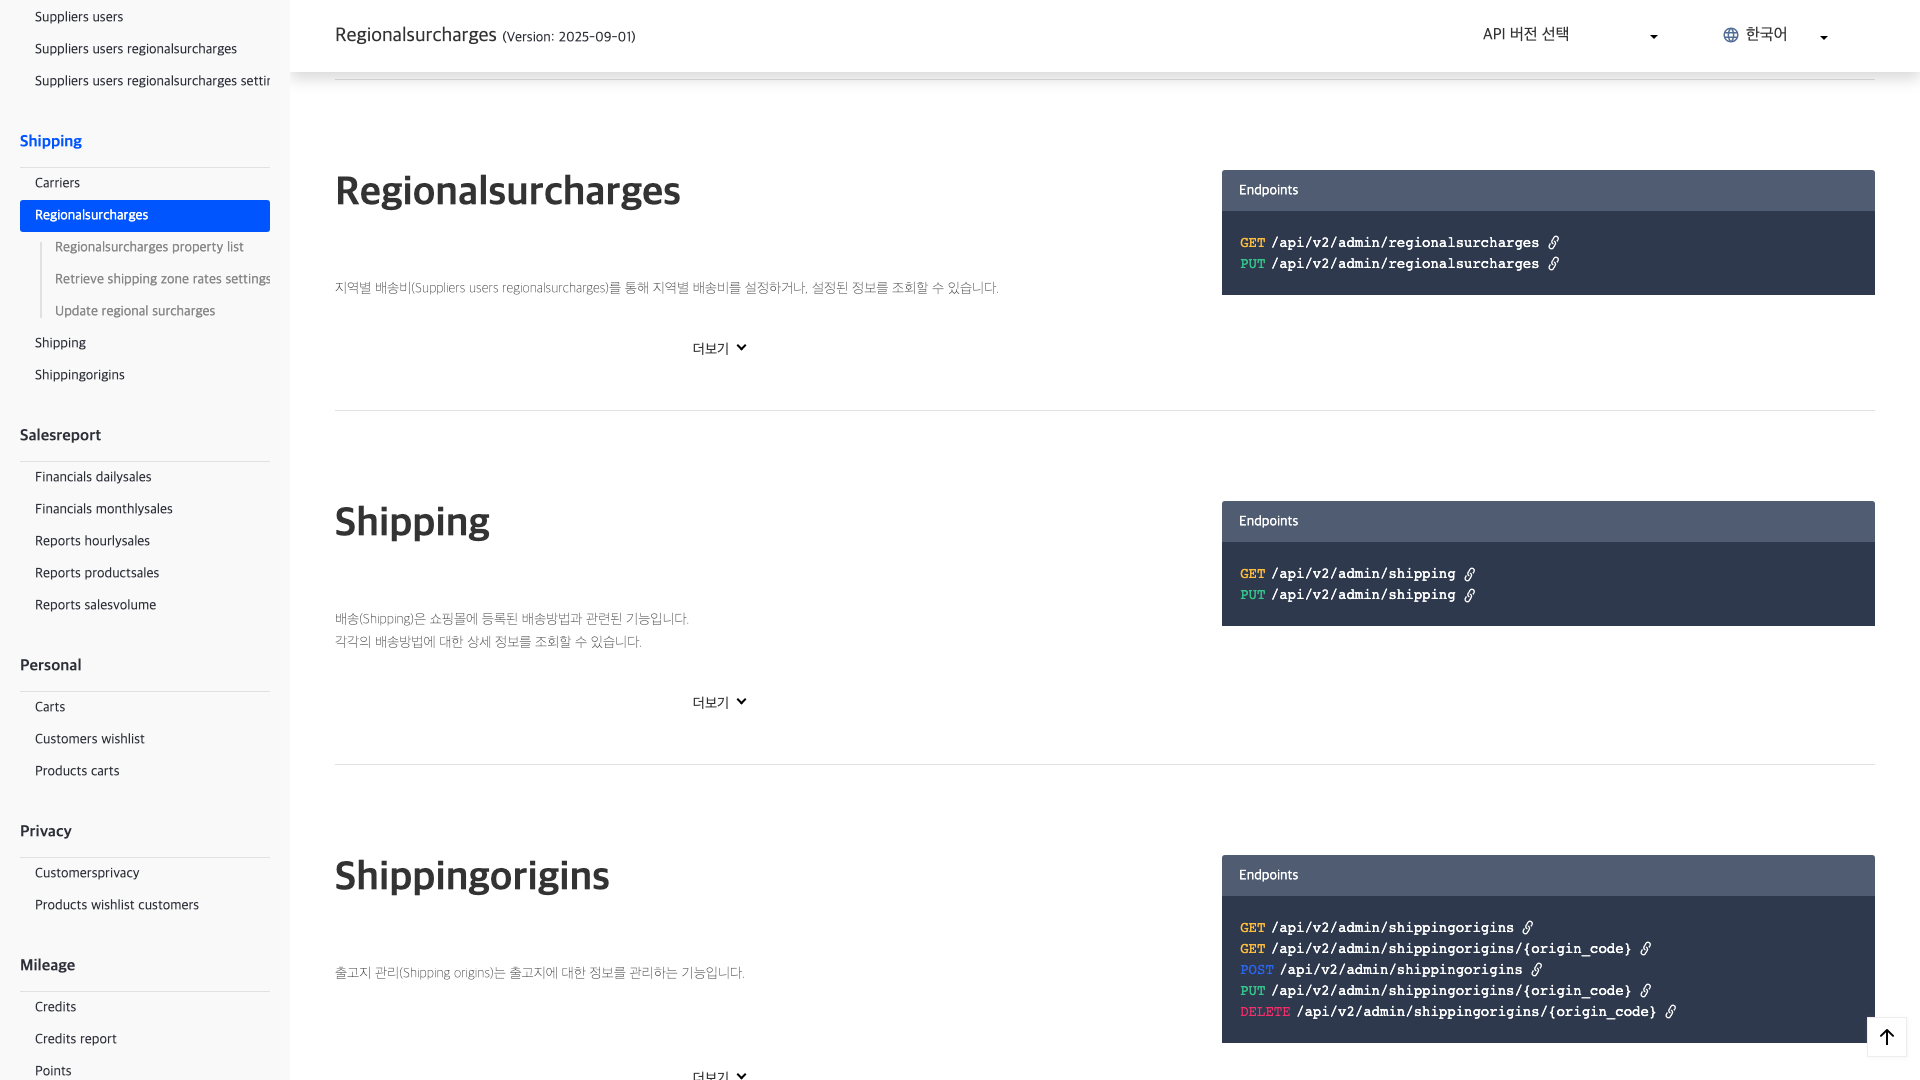 Suppliers users
Suppliers users regionalsurcharges
Suppliers users regionalsurcharges settin
Shipping
Carriers
Regionalsurcharges
Regionalsurcharges property list
Retrieve shipping zone rates settings
Update regional surcharges
Shipping
Shippingorigins
Salesreport
Financials dailysales
Financials monthlysales
Reports hourlysales
Reports productsales
Reports salesvolume
Personal
Carts
Customers wishlist
Products carts
Privacy
Customersprivacy
Products wishlist customers
Mileage
Credits
Credits report
Points
Regionalsurcharges (Version: 2025-09-01)
API 버전 선택
한국어
Regionalsurcharges
지역별 배송비(Suppliers users regionalsurcharges)를 통해 지역별 배송비를 설정하거나, 설정된 정보를 조회할 수 있습니다.
더보기
Endpoints
GET /api/v2/admin/regionalsurcharges
PUT /api/v2/admin/regionalsurcharges
Shipping
배송(Shipping)은 쇼핑몰에 등록된 배송방법과 관련된 기능입니다.
각각의 배송방법에 대한 상세 정보를 조회할 수 있습니다.
더보기
Endpoints
GET /api/v2/admin/shipping
PUT /api/v2/admin/shipping
Shippingorigins
출고지 관리(Shipping origins)는 출고지에 대한 정보를 관리하는 기능입니다.
더보기
Endpoints
GET /api/v2/admin/shippingorigins
GET /api/v2/admin/shippingorigins/{origin_code}
POST /api/v2/admin/shippingorigins
PUT /api/v2/admin/shippingorigins/{origin_code}
DELETE /api/v2/admin/shippingorigins/{origin_code}